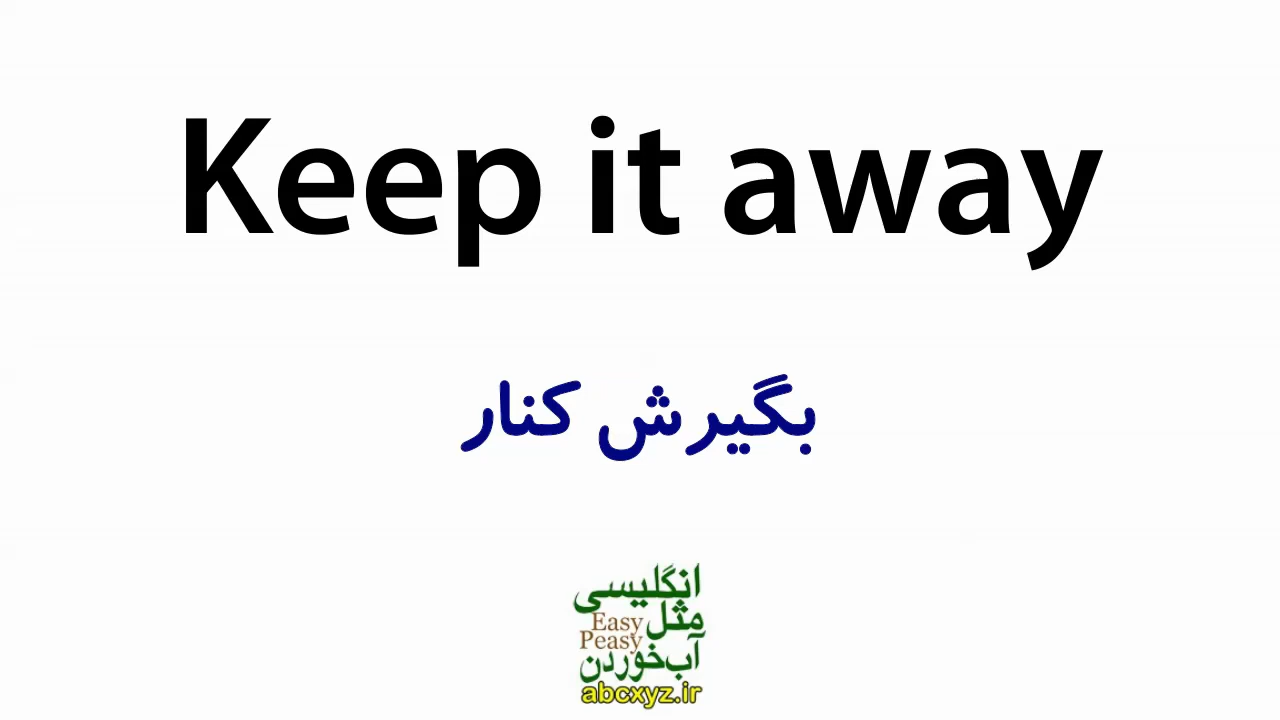 Keep it away
بگیرش کنار
انگلیسی
مثل
Easy
Peasy
آب‌خوردن
abcxyz.ir